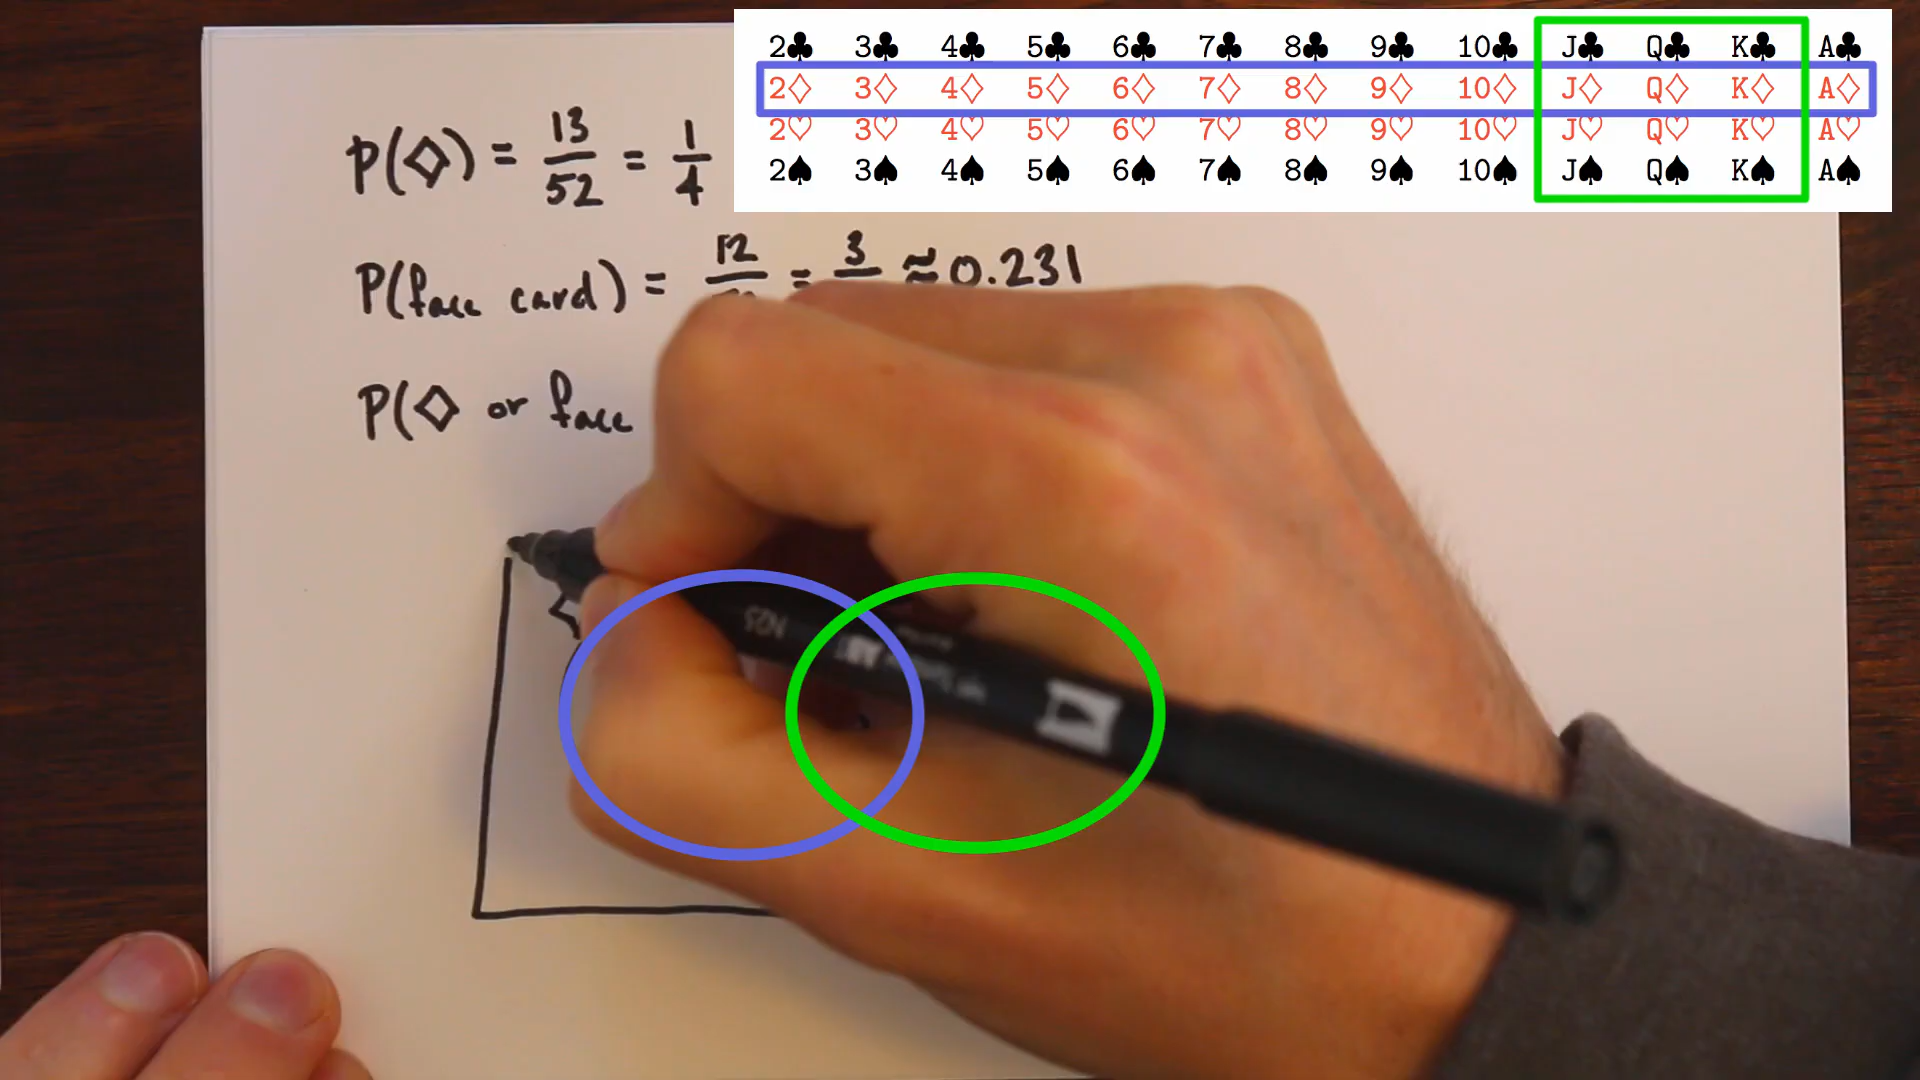 2♣ 3♣ 4♣ 5♣ 6♣ 7♣ 8♣ 9♣ 10♣ J♣ Q♣ K♣ A♣
2♢ 3♢ 4♢ 5♢ 6♢ 7♢ 8♢ 9♢ 10♢ J♢ Q♢ K♢ A♢
2♡ 3♡ 4♡ 5♡ 6♡ 7♡ 8♡ 9♡ 10♡ J♡ Q♡ K♡ A♡
2♠ 3♠ 4♠ 5♠ 6♠ 7♠ 8♠ 9♠ 10♠ J♠ Q♠ K♠ A♠
P(♢) = 13/52 = 1/4
P(face card) = 12 = 3 ≈ 0.231
P(♢ or face
N25